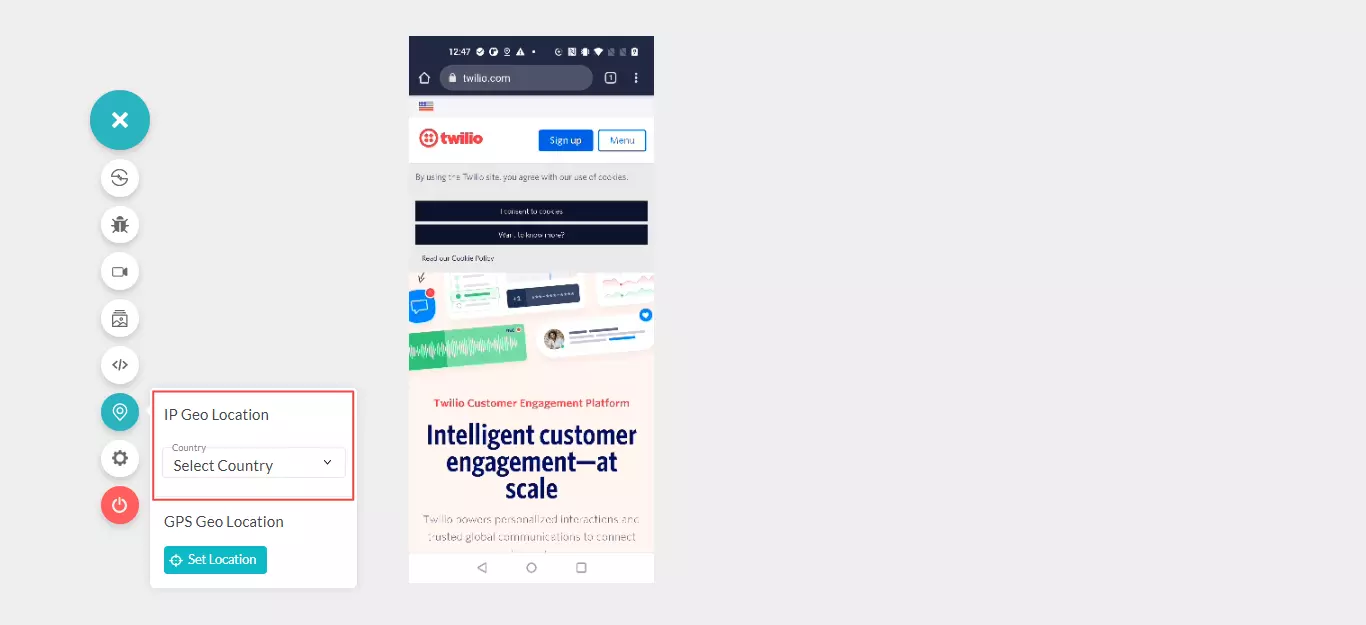 IP Geo Location
Country
Select Country
GPS Geo Location
Set Location
12:47
twilio.com
1
twilio
Sign up
Menu
By using the Twilio site, you agree with our use of cookies.
I consent to cookies
Want to know more?
Read our Cookie Policy
+1 ***-***-****
Twilio Customer Engagement Platform
Intelligent customer
engagement—at
scale
Twilio powers personalized interactions and
trusted global communications to connect